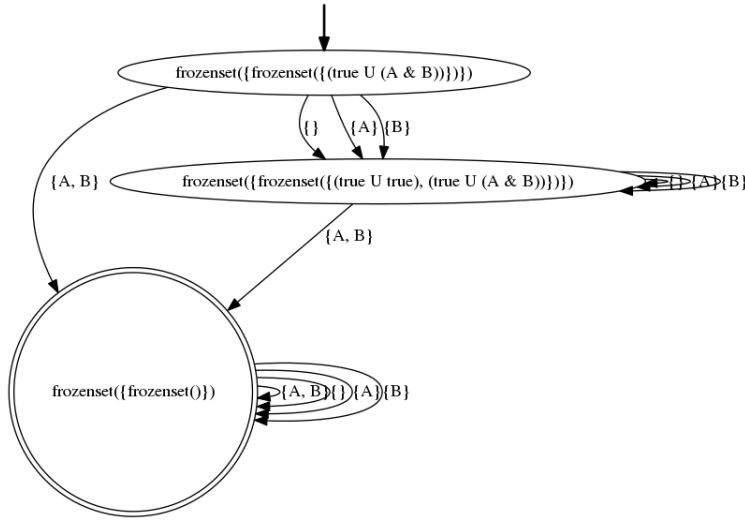 frozenset({frozenset({(true U (A & B))})})
{} {A} {B}
{A, B}
frozenset({frozenset({(true U true), (true U (A & B))})})
{} {A} {B}
{A, B}
frozenset({frozenset()})
{A, B} {} {A} {B}